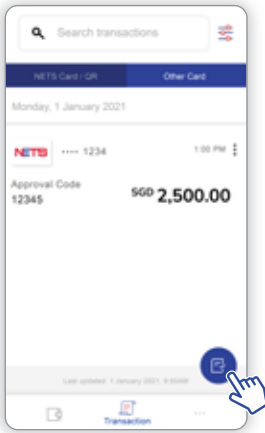 Search transactions
NETS Card / QR
Other Card
Monday, 1 January 2021
NETS •••• 1234
1:00 PM
Approval Code
12345
SGD 2,500.00
Last updated: 1 January 2021, 9:00AM
Transaction